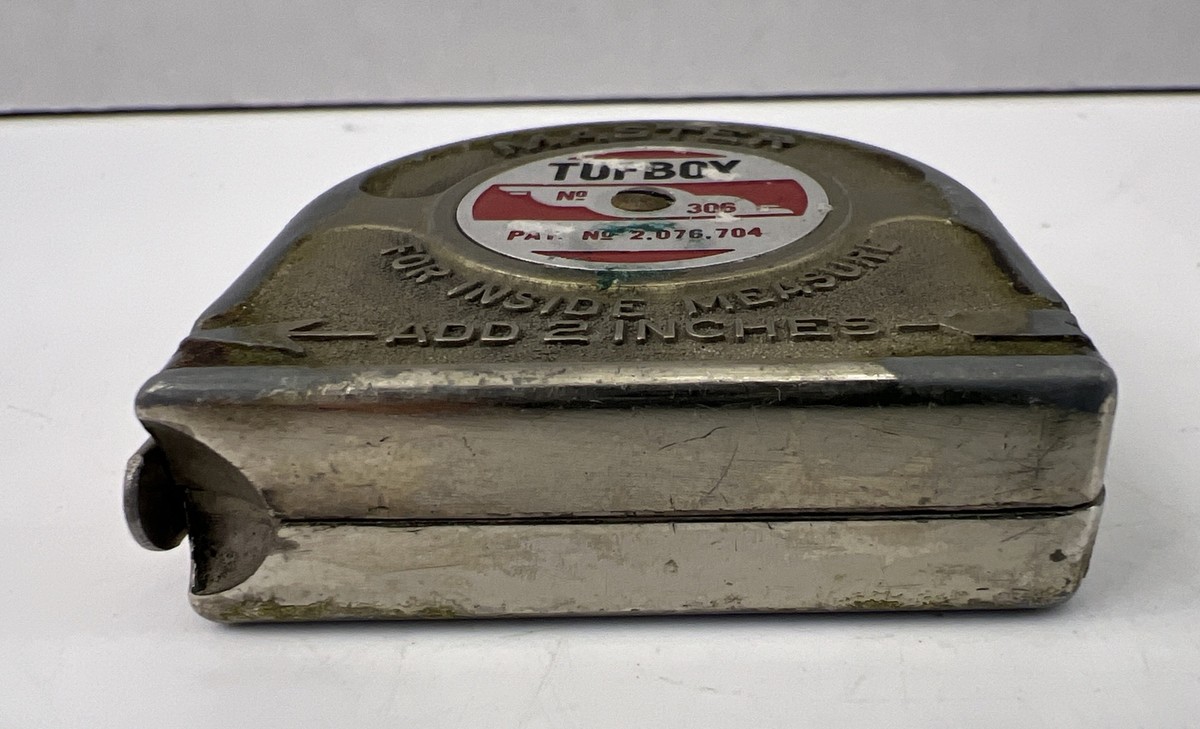 MASTER
TUFBOY
Nº 306
PAT. Nº 2.076.704
FOR INSIDE MEASURE
ADD 2 INCHES